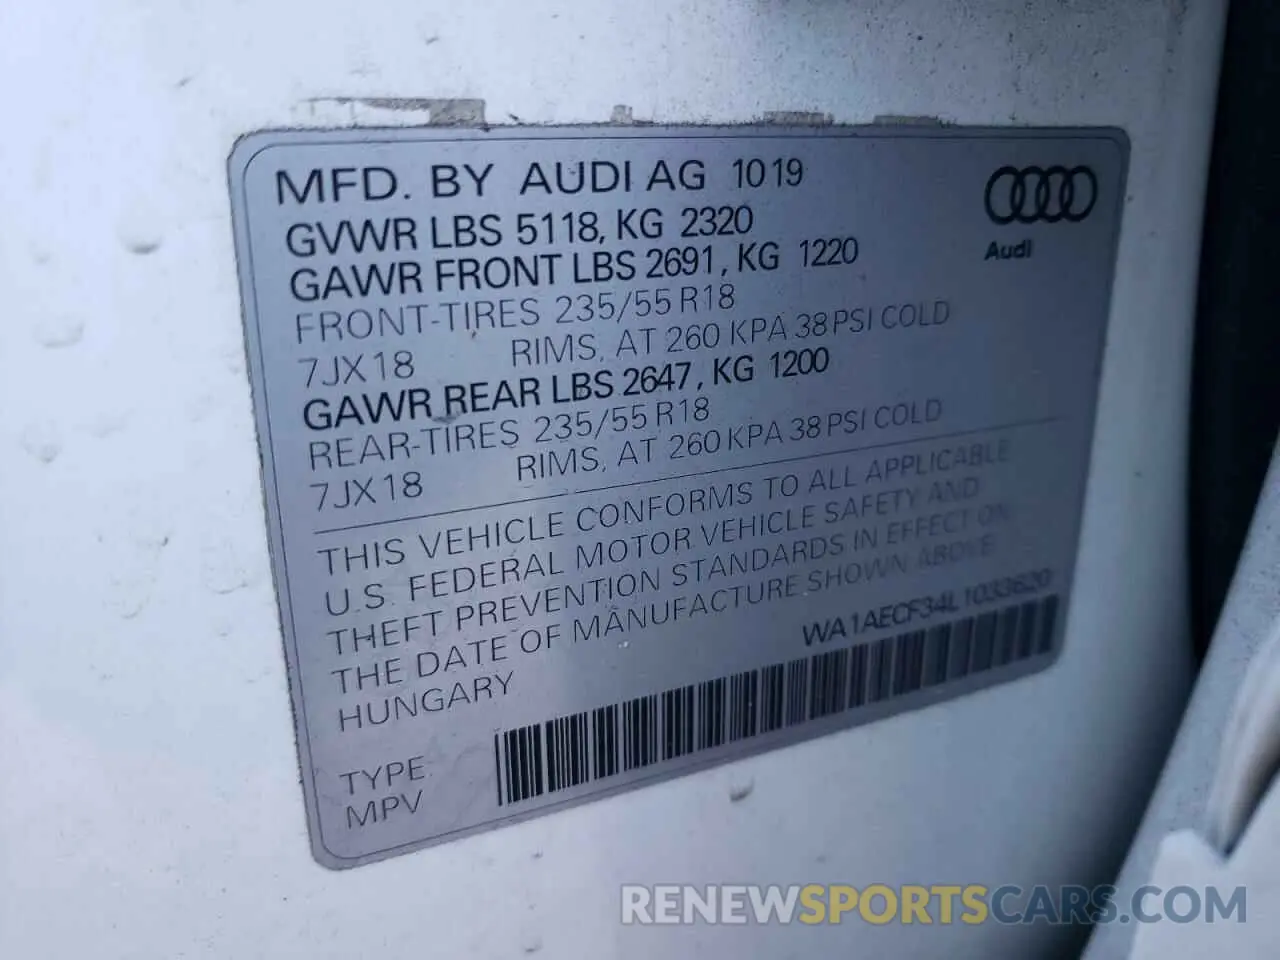 MFD. BY AUDI AG 1019
GVWR LBS 5118, KG 2320
GAWR FRONT LBS 2691, KG 1220
FRONT-TIRES 235/55 R18
7JX18 RIMS, AT 260 KPA 38 PSI COLD
GAWR REAR LBS 2647, KG 1200
REAR-TIRES 235/55 R18
7JX18 RIMS, AT 260 KPA 38 PSI COLD
THIS VEHICLE CONFORMS TO ALL APPLICABLE
U.S. FEDERAL MOTOR VEHICLE SAFETY AND
THEFT PREVENTION STANDARDS IN EFFECT ON
THE DATE OF MANUFACTURE SHOWN ABOVE
HUNGARY
WA1AECF34L1033620
TYPE
MPV
Audi
RENEWSPORTSCARS.COM